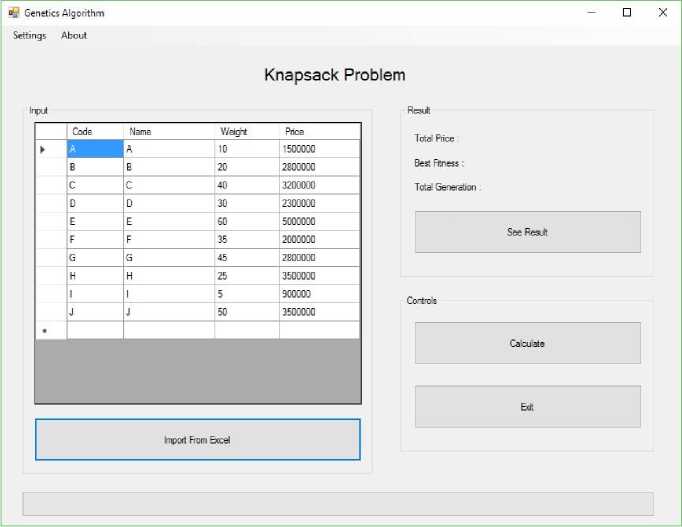 Genetics Algorithm
Settings About
Knapsack Problem
Input
Code Name Weight Price
A A 10 1500000
B B 20 2800000
C C 40 3200000
D D 30 2300000
E E 60 5000000
F F 35 2000000
G G 45 2800000
H H 25 3500000
I I 5 900000
J J 50 3500000
Import From Excel
Result
Total Price :
Best Fitness :
Total Generation :
See Result
Controls
Calculate
Exit